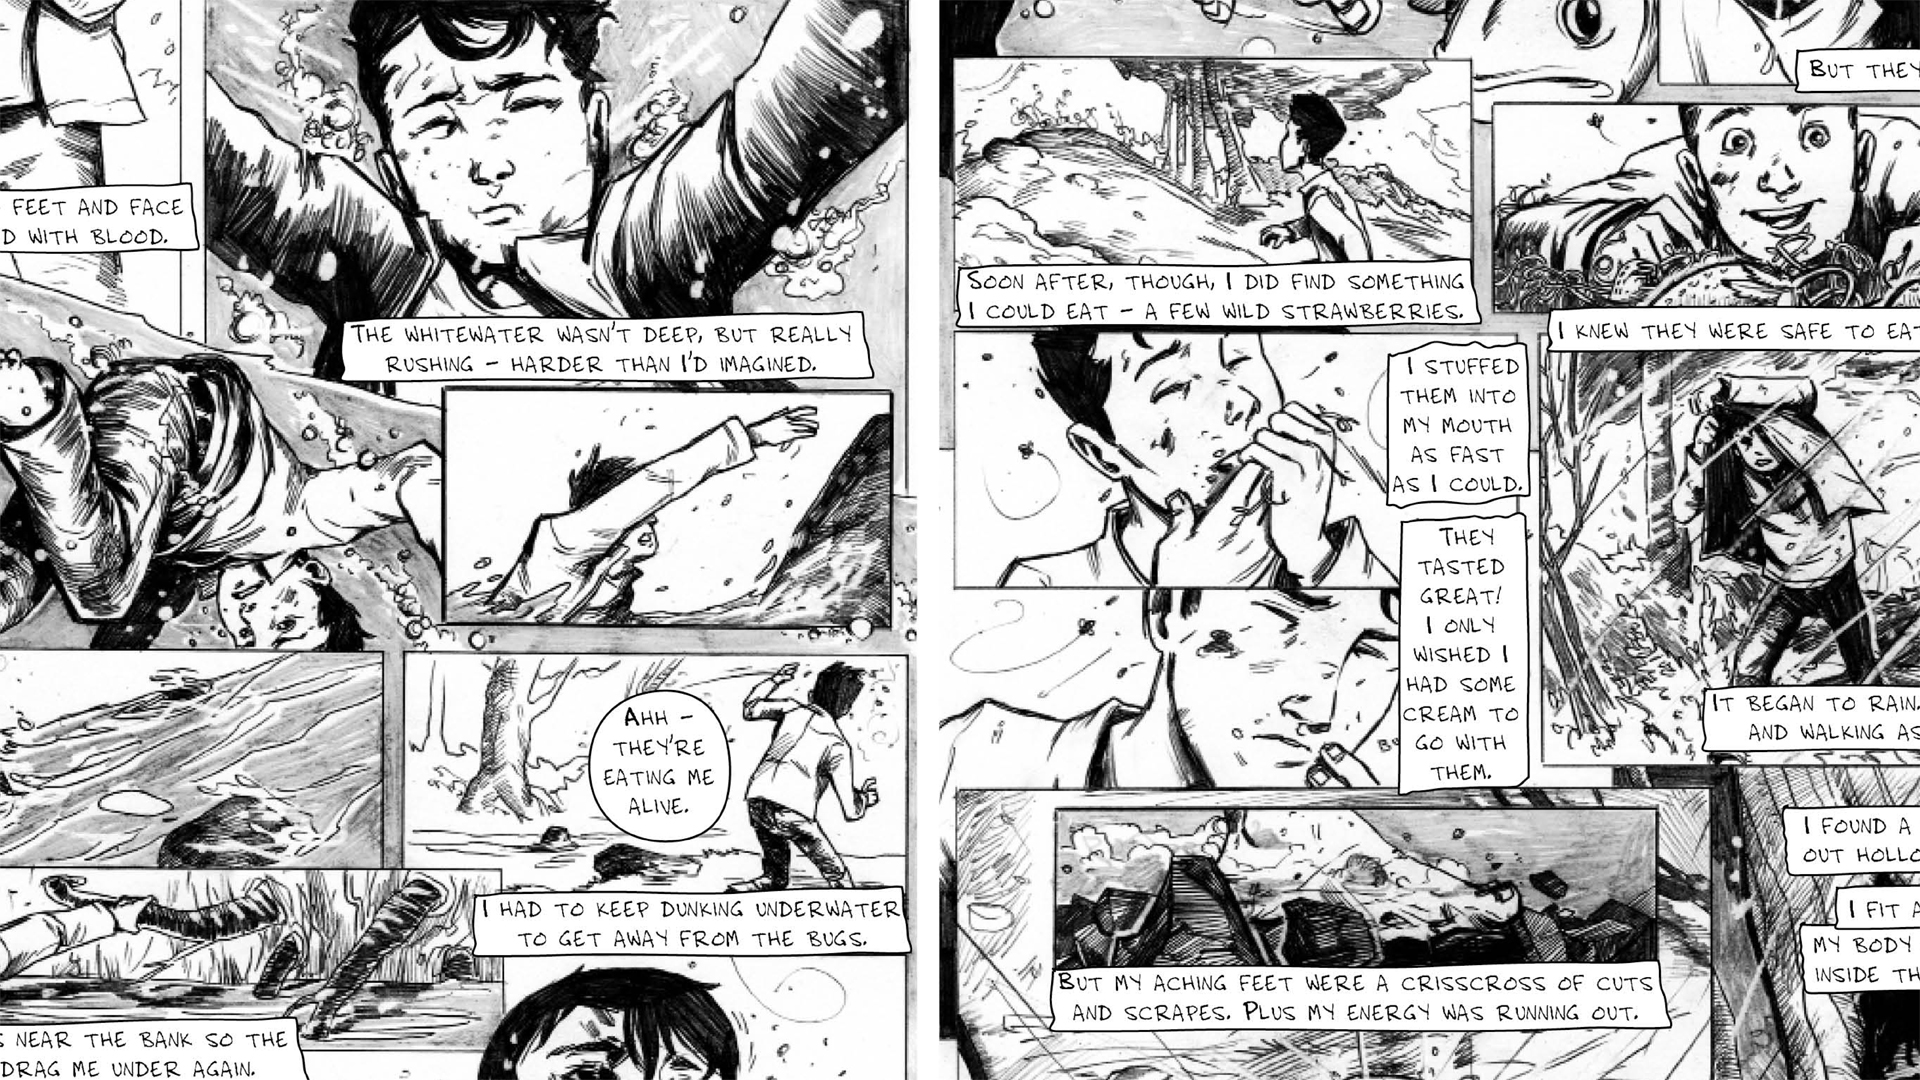 FEET AND FACE
D WITH BLOOD.
THE WHITEWATER WASN'T DEEP, BUT REALLY
RUSHING – HARDER THAN I'D IMAGINED.
AHH –
THEY'RE
EATING ME
ALIVE.
I HAD TO KEEP DUNKING UNDERWATER
TO GET AWAY FROM THE BUGS.
S NEAR THE BANK SO THE
DRAG ME UNDER AGAIN.
BUT THEY
SOON AFTER, THOUGH, I DID FIND SOMETHING
I COULD EAT – A FEW WILD STRAWBERRIES.
I KNEW THEY WERE SAFE TO EAT
I STUFFED
THEM INTO
MY MOUTH
AS FAST
AS I COULD.
THEY
TASTED
GREAT!
I ONLY
WISHED I
HAD SOME
CREAM TO
GO WITH
THEM.
IT BEGAN TO RAIN.
AND WALKING AS
BUT MY ACHING FEET WERE A CRISSCROSS OF CUTS
AND SCRAPES. PLUS MY ENERGY WAS RUNNING OUT.
I FOUND A
OUT HOLLO
I FIT A
MY BODY
INSIDE TH